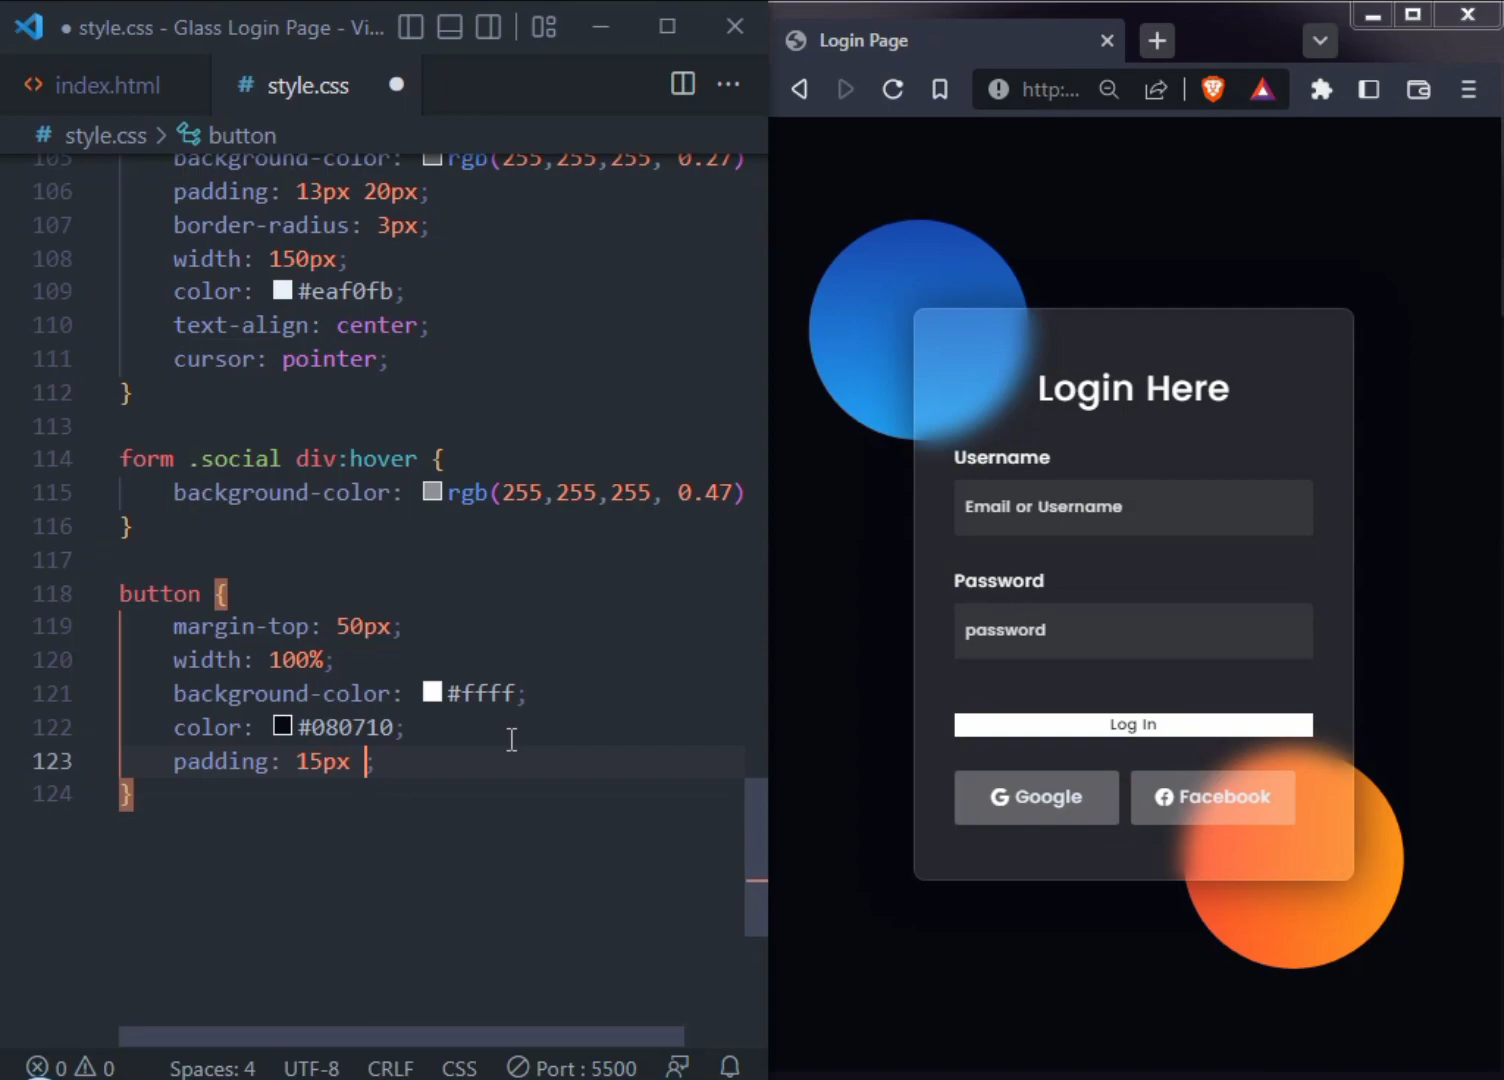 style.css - Glass Login Page - Vi...
index.html
# style.css
# style.css > button
105 background-color: rgb(255,255,255, 0.27)
106 padding: 13px 20px;
107 border-radius: 3px;
108 width: 150px;
109 color: #eaf0fb;
110 text-align: center;
111 cursor: pointer;
112 }
113
114 form .social div:hover {
115 background-color: rgb(255,255,255, 0.47)
116 }
117
118 button {
119 margin-top: 50px;
120 width: 100%;
121 background-color: #ffff;
122 color: #080710;
123 padding: 15px ;
124 }
0 0 Spaces: 4 UTF-8 CRLF CSS Port : 5500
Login Page
http:...
Login Here
Username
Email or Username
Password
password
Log In
Google
Facebook